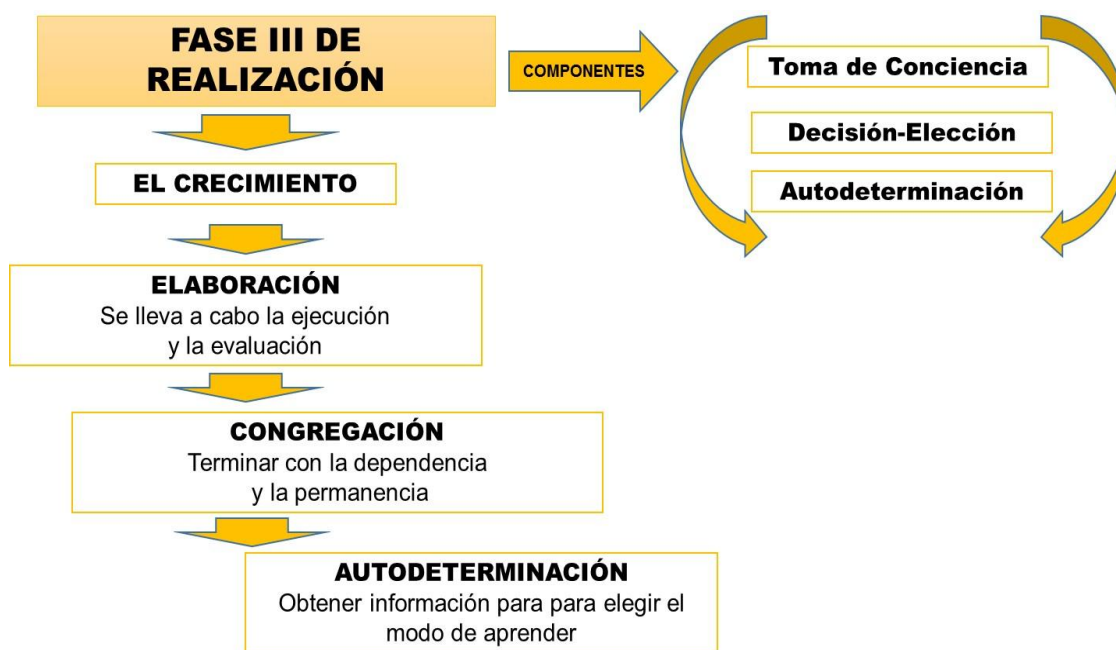 FASE III DE
REALIZACIÓN
COMPONENTES
Toma de Conciencia
Decisión-Elección
Autodeterminación
EL CRECIMIENTO
ELABORACIÓN
Se lleva a cabo la ejecución
y la evaluación
CONGREGACIÓN
Terminar con la dependencia
y la permanencia
AUTODETERMINACIÓN
Obtener información para para elegir el
modo de aprender